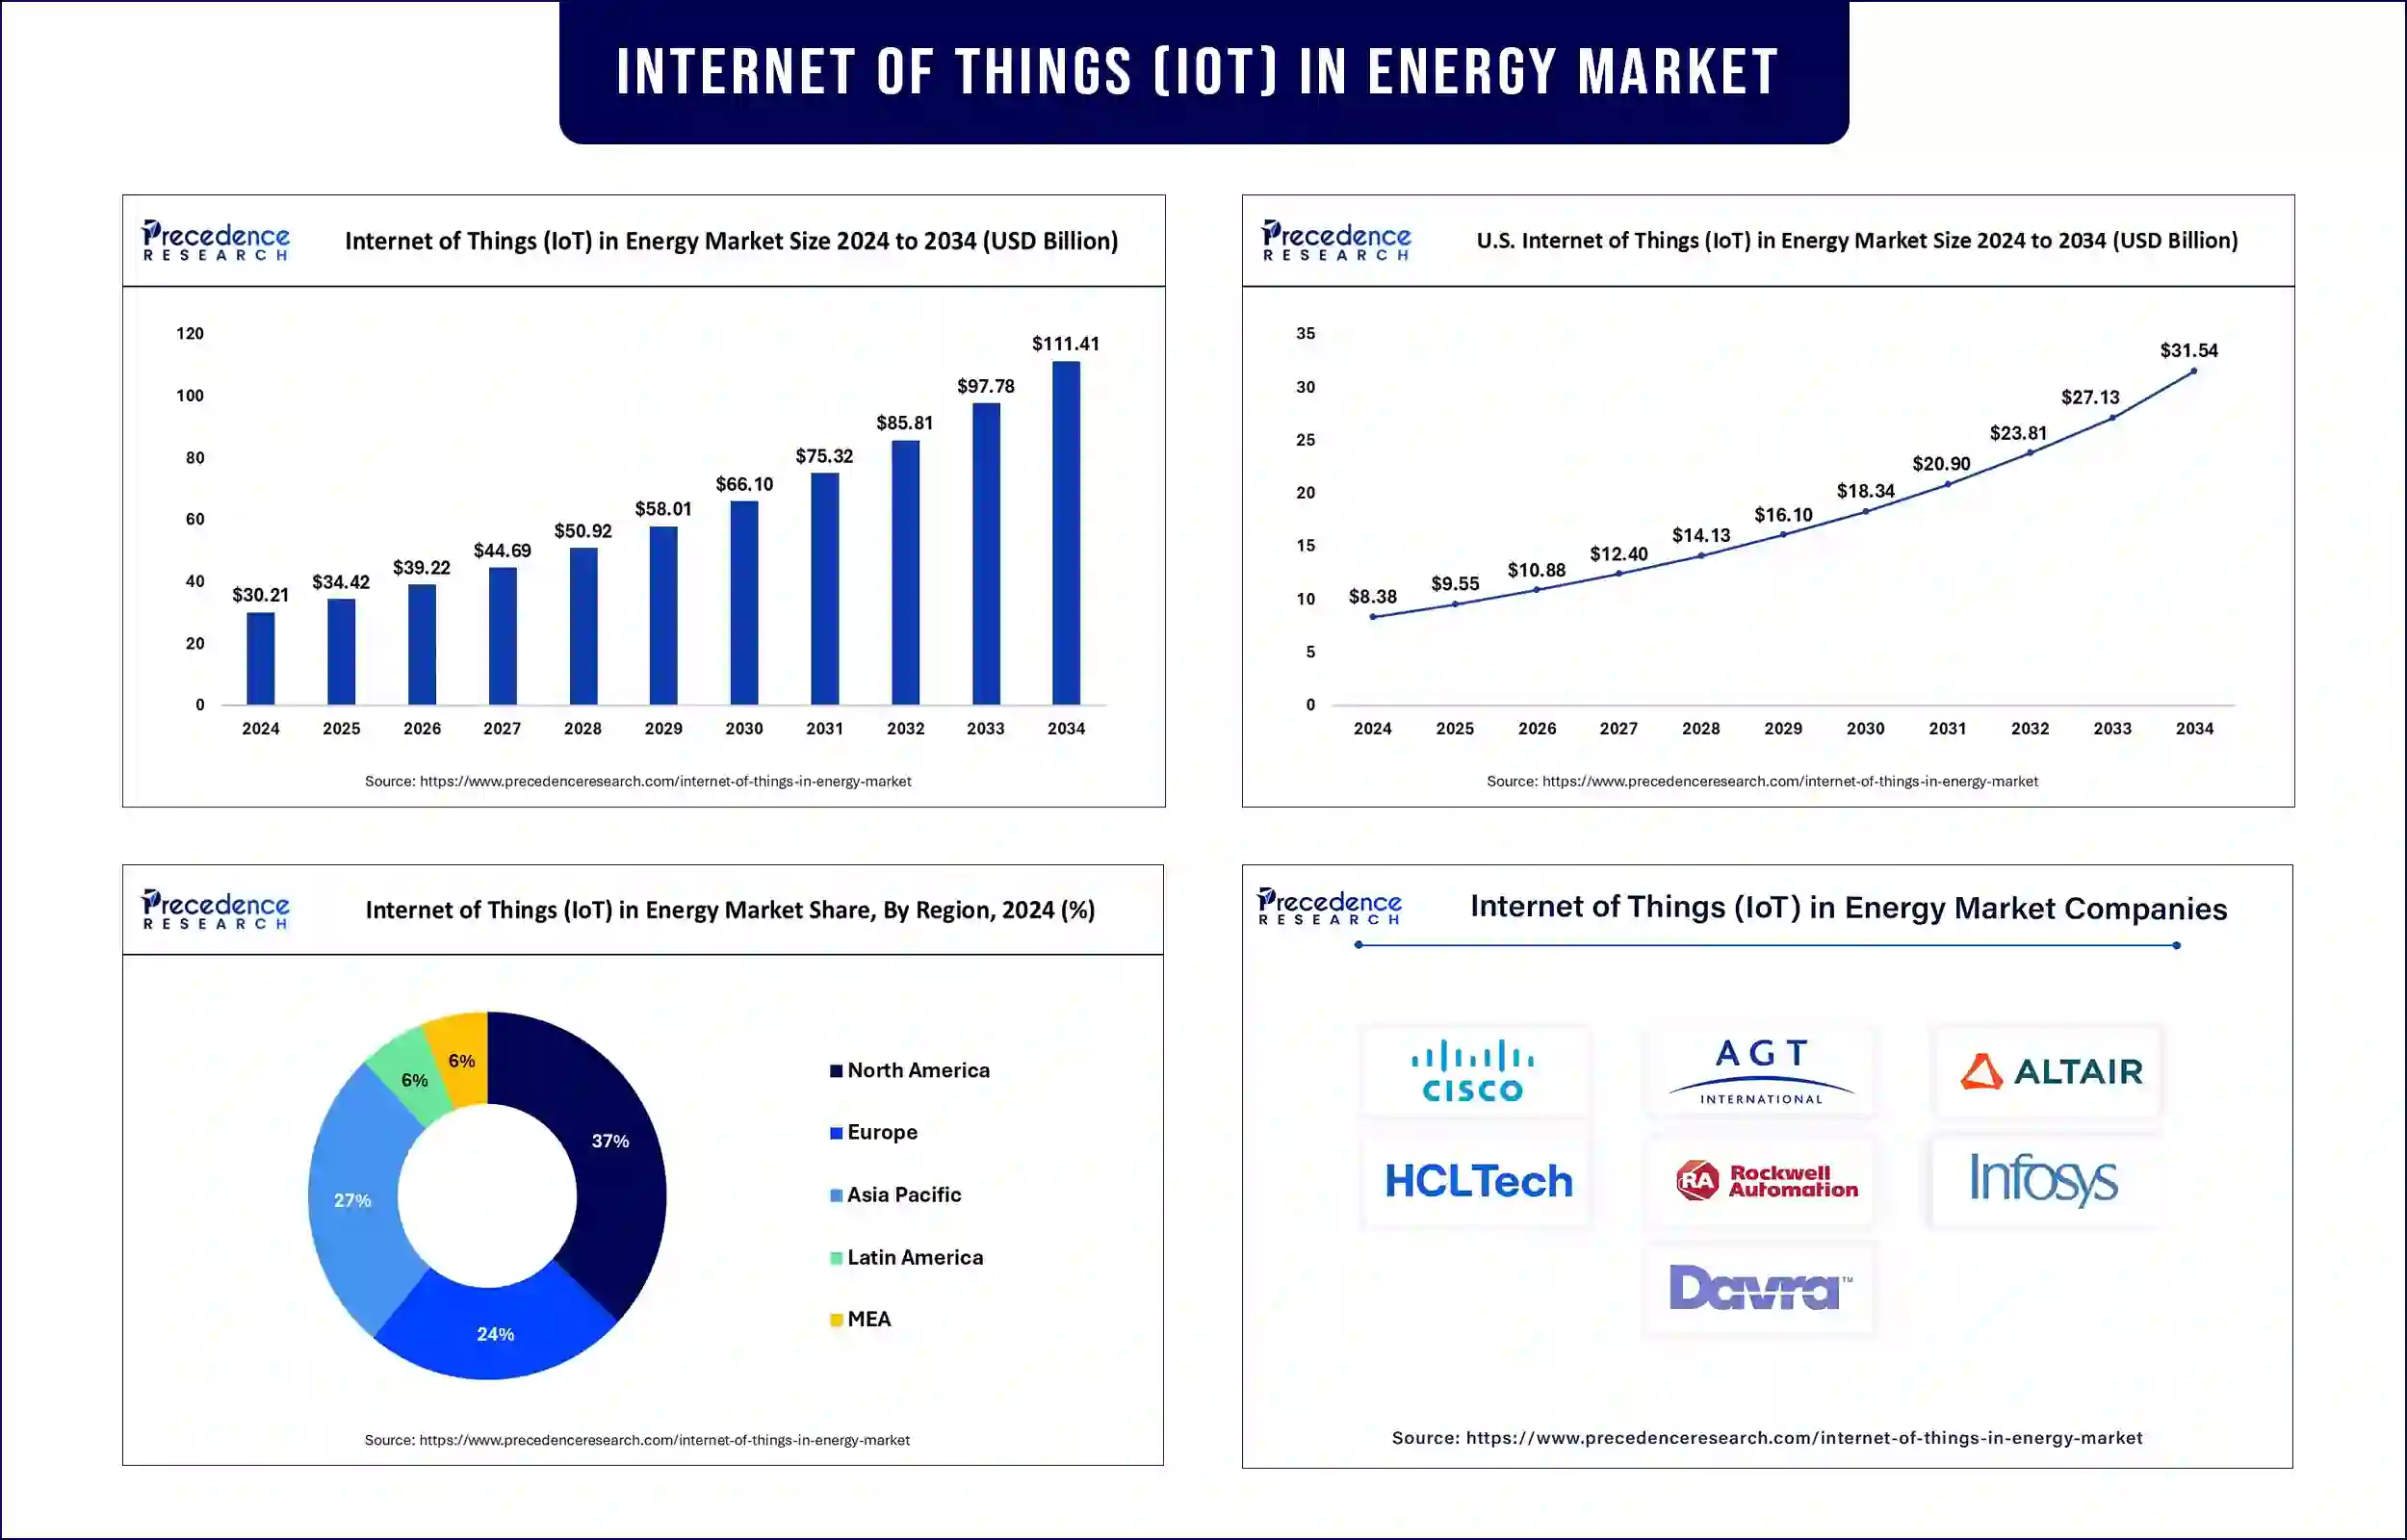 INTERNET OF THINGS (IOT) IN ENERGY MARKET
Precedence
RESEARCH
Internet of Things (IoT) in Energy Market Size 2024 to 2034 (USD Billion)
120
100
80
60
40
20
0
$30.21
$34.42
$39.22
$44.69
$50.92
$58.01
$66.10
$75.32
$85.81
$97.78
$111.41
2024 2025 2026 2027 2028 2029 2030 2031 2032 2033 2034
Source: https://www.precedenceresearch.com/internet-of-things-in-energy-market
Precedence
RESEARCH
U.S. Internet of Things (IoT) in Energy Market Size 2024 to 2034 (USD Billion)
35
30
25
20
15
10
5
0
$8.38
$9.55
$10.88
$12.40
$14.13
$16.10
$18.34
$20.90
$23.81
$27.13
$31.54
2024 2025 2026 2027 2028 2029 2030 2031 2032 2033 2034
Source: https://www.precedenceresearch.com/internet-of-things-in-energy-market
Precedence
RESEARCH
Internet of Things (IoT) in Energy Market Share, By Region, 2024 (%)
37%
24%
27%
6%
6%
North America
Europe
Asia Pacific
Latin America
MEA
Source: https://www.precedenceresearch.com/internet-of-things-in-energy-market
Precedence
RESEARCH
Internet of Things (IoT) in Energy Market Companies
CISCO
AGT
INTERNATIONAL
ALTAIR
HCLTech
RA
Rockwell
Automation
Infosys
Davra™
Source: https://www.precedenceresearch.com/internet-of-things-in-energy-market